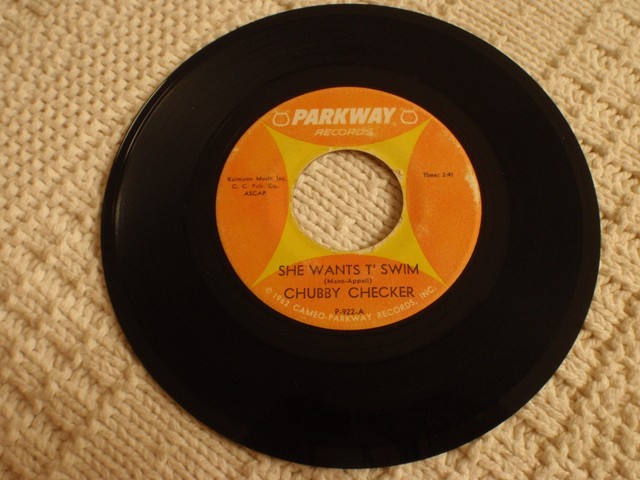 PARKWAY
RECORDS
Kalmann Music, Inc.
C. C. Pub. Co.
ASCAP
Time: 2:41
SHE WANTS T' SWIM
(Mann-Appell)
CHUBBY CHECKER
P-922-A
© 1962 CAMEO-PARKWAY RECORDS, INC.